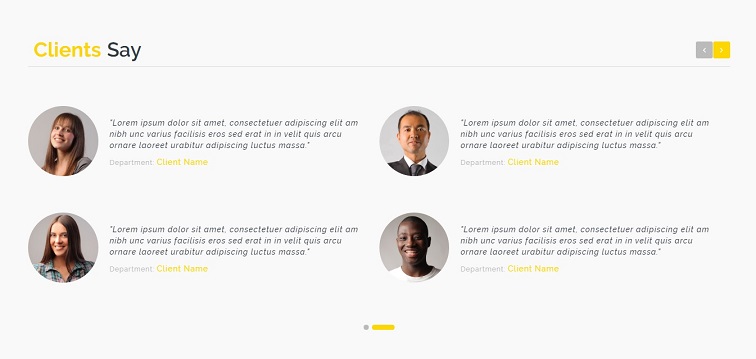 Clients Say
"Lorem ipsum dolor sit amet, consectetuer adipiscing elit am
nibh unc varius facilisis eros sed erat in in velit quis arcu
ornare laoreet urabitur adipiscing luctus massa."
Department: Client Name
"Lorem ipsum dolor sit amet, consectetuer adipiscing elit am
nibh unc varius facilisis eros sed erat in in velit quis arcu
ornare laoreet urabitur adipiscing luctus massa."
Department: Client Name
"Lorem ipsum dolor sit amet, consectetuer adipiscing elit am
nibh unc varius facilisis eros sed erat in in velit quis arcu
ornare laoreet urabitur adipiscing luctus massa."
Department: Client Name
"Lorem ipsum dolor sit amet, consectetuer adipiscing elit am
nibh unc varius facilisis eros sed erat in in velit quis arcu
ornare laoreet urabitur adipiscing luctus massa."
Department: Client Name